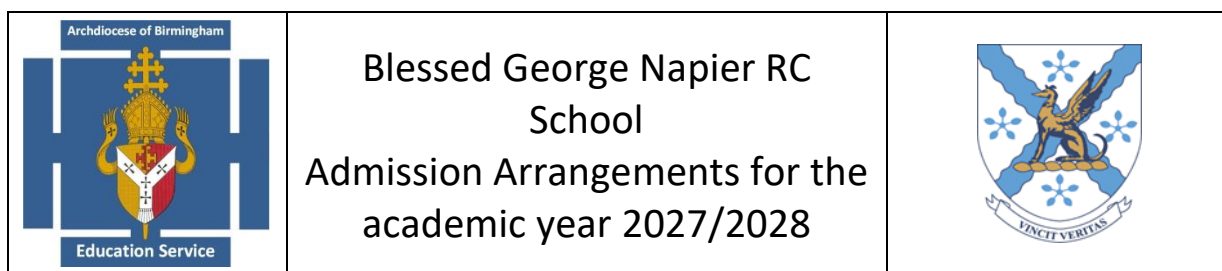 Archdiocese of Birmingham
Education Service
Blessed George Napier RC
School
Admission Arrangements for the
academic year 2027/2028
VINCIT VERITAS